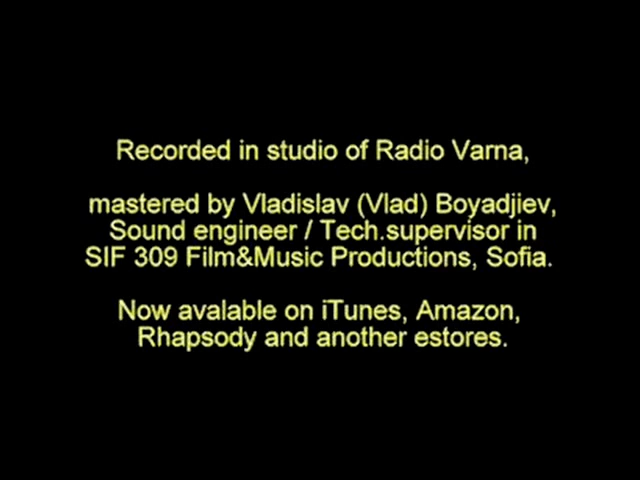 Recorded in studio of Radio Varna,
mastered by Vladislav (Vlad) Boyadjiev,
Sound engineer / Tech.supervisor in
SIF 309 Film&Music Productions, Sofia.
Now avalable on iTunes, Amazon,
Rhapsody and another estores.